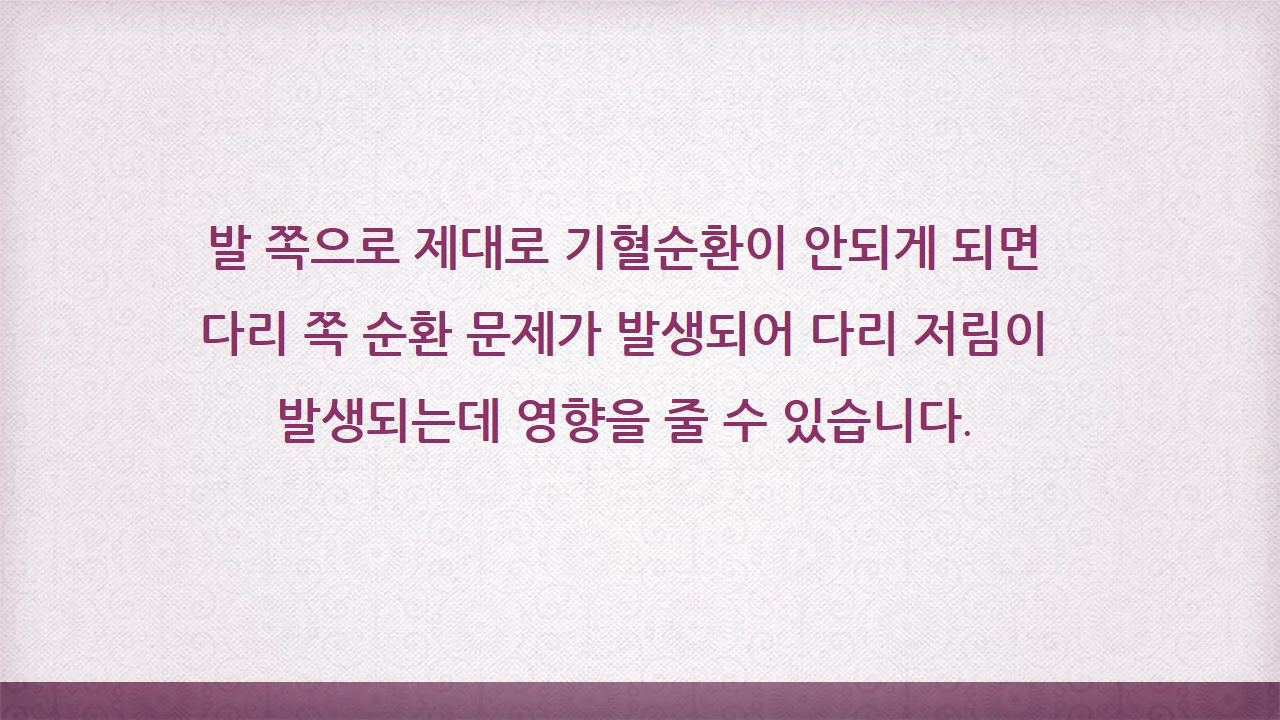 발 쪽으로 제대로 기혈순환이 안되게 되면
다리 쪽 순환 문제가 발생되어 다리 저림이
발생되는데 영향을 줄 수 있습니다.